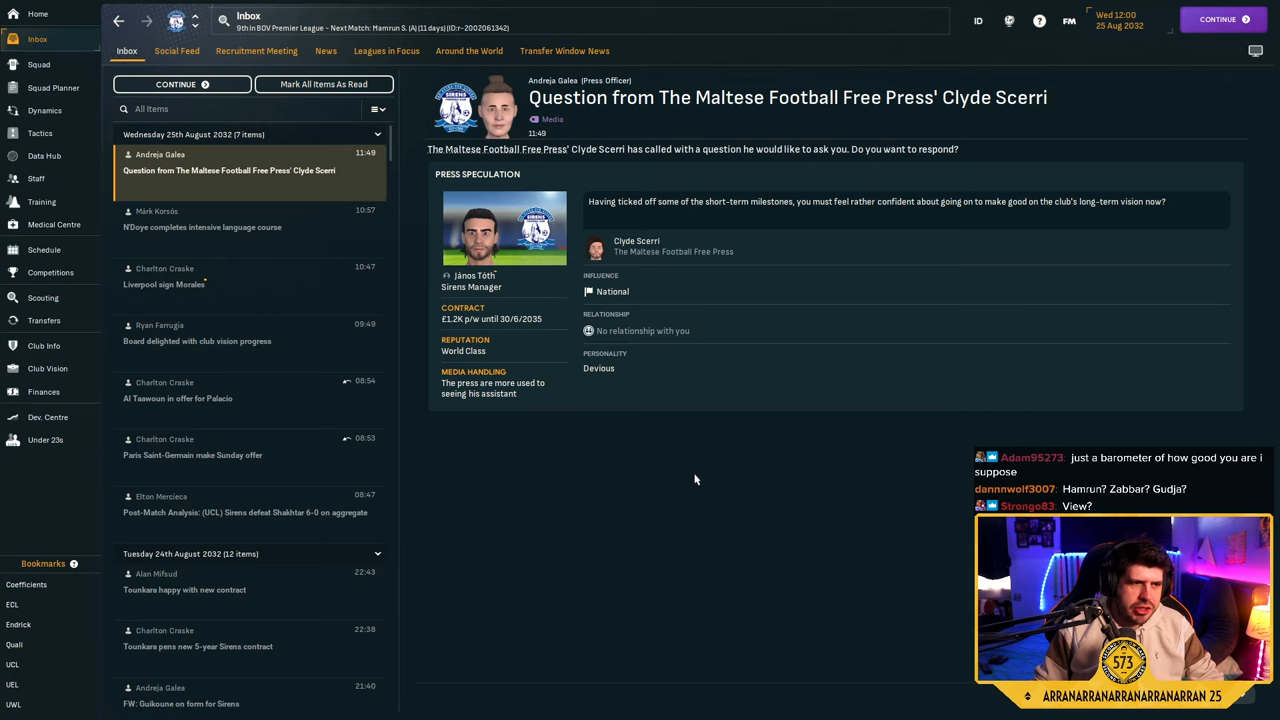 Home
Inbox
Squad
Squad Planner
Dynamics
Tactics
Data Hub
Staff
Training
Medical Centre
Schedule
Competitions
Scouting
Transfers
Club Info
Club Vision
Finances
Dev. Centre
Under 23s
Bookmarks ?
Coefficients
ECL
Endrick
Quali
UCL
UEL
UWL
Inbox
9th in BOV Premier League - Next Match: Hamrun S. (A) (11 days) (ID:r-2002061342)
ID
?
FM
Wed 12:00
25 Aug 2032
CONTINUE
Inbox
Social Feed
Recruitment Meeting
News
Leagues in Focus
Around the World
Transfer Window News
CONTINUE
Mark All Items As Read
All Items
Wednesday 25th August 2032 (7 items)
Andreja Galea 11:49
Question from The Maltese Football Free Press' Clyde Scerri
Márk Korsós 10:57
N'Doye completes intensive language course
Charlton Craske 10:47
Liverpool sign Morales
Ryan Farrugia 09:49
Board delighted with club vision progress
Charlton Craske 08:54
Al Taawoun in offer for Palacio
Charlton Craske 08:53
Paris Saint-Germain make Sunday offer
Elton Mercieca 08:47
Post-Match Analysis: (UCL) Sirens defeat Shakhtar 6-0 on aggregate
Tuesday 24th August 2032 (12 items)
Alan Mifsud 22:43
Tounkara happy with new contract
Charlton Craske 22:38
Tounkara pens new 5-year Sirens contract
Andreja Galea 21:40
FW: Guikoune on form for Sirens
SIRENS
Andreja Galea (Press Officer)
Question from The Maltese Football Free Press' Clyde Scerri
Media
11:49
The Maltese Football Free Press' Clyde Scerri has called with a question he would like to ask you. Do you want to respond?
PRESS SPECULATION
SIRENS
János Tóth
Sirens Manager
CONTRACT
£1.2K p/w until 30/6/2035
REPUTATION
World Class
MEDIA HANDLING
The press are more used to
seeing his assistant
Having ticked off some of the short-term milestones, you must feel rather confident about going on to make good on the club's long-term vision now?
Clyde Scerri
The Maltese Football Free Press
INFLUENCE
National
RELATIONSHIP
No relationship with you
PERSONALITY
Devious
Adam95273: just a barometer of how good you are i
suppose
dannnwolf3007: Hamrun? Zabbar? Gudja?
Strongo83: View?
573
ARRANARRANARRANARRANARRAN 25